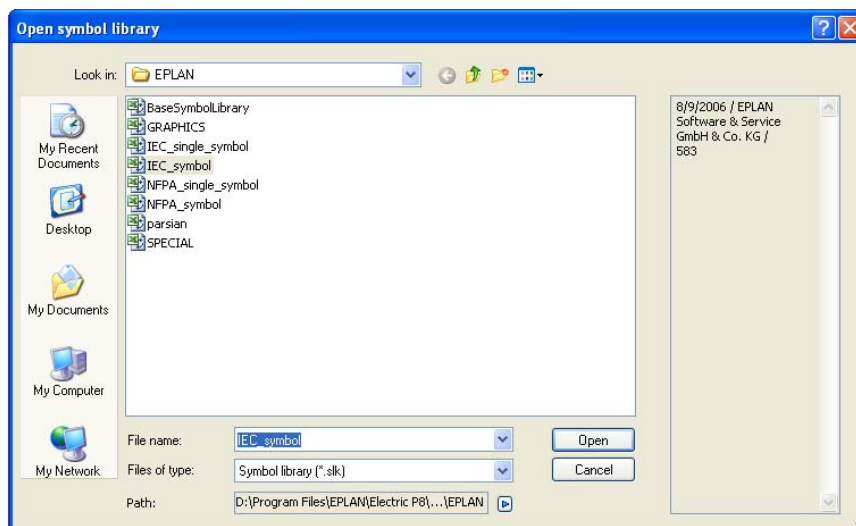 Open symbol library
Look in:
EPLAN
My Recent
Documents
Desktop
My Documents
My Computer
My Network
BaseSymbolLibrary
GRAPHICS
IEC_single_symbol
IEC_symbol
NFPA_single_symbol
NFPA_symbol
parsian
SPECIAL
8/9/2006 / EPLAN
Software & Service
GmbH & Co. KG /
583
File name:
IEC_symbol
Open
Files of type:
Symbol library (*.slk)
Cancel
Path:
D:\Program Files\EPLAN\Electric P8\...\EPLAN